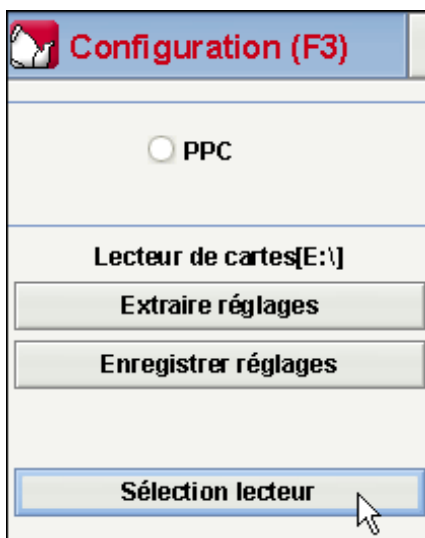 Configuration (F3)
PPC
Lecteur de cartes[E:\]
Extraire réglages
Enregistrer réglages
Sélection lecteur